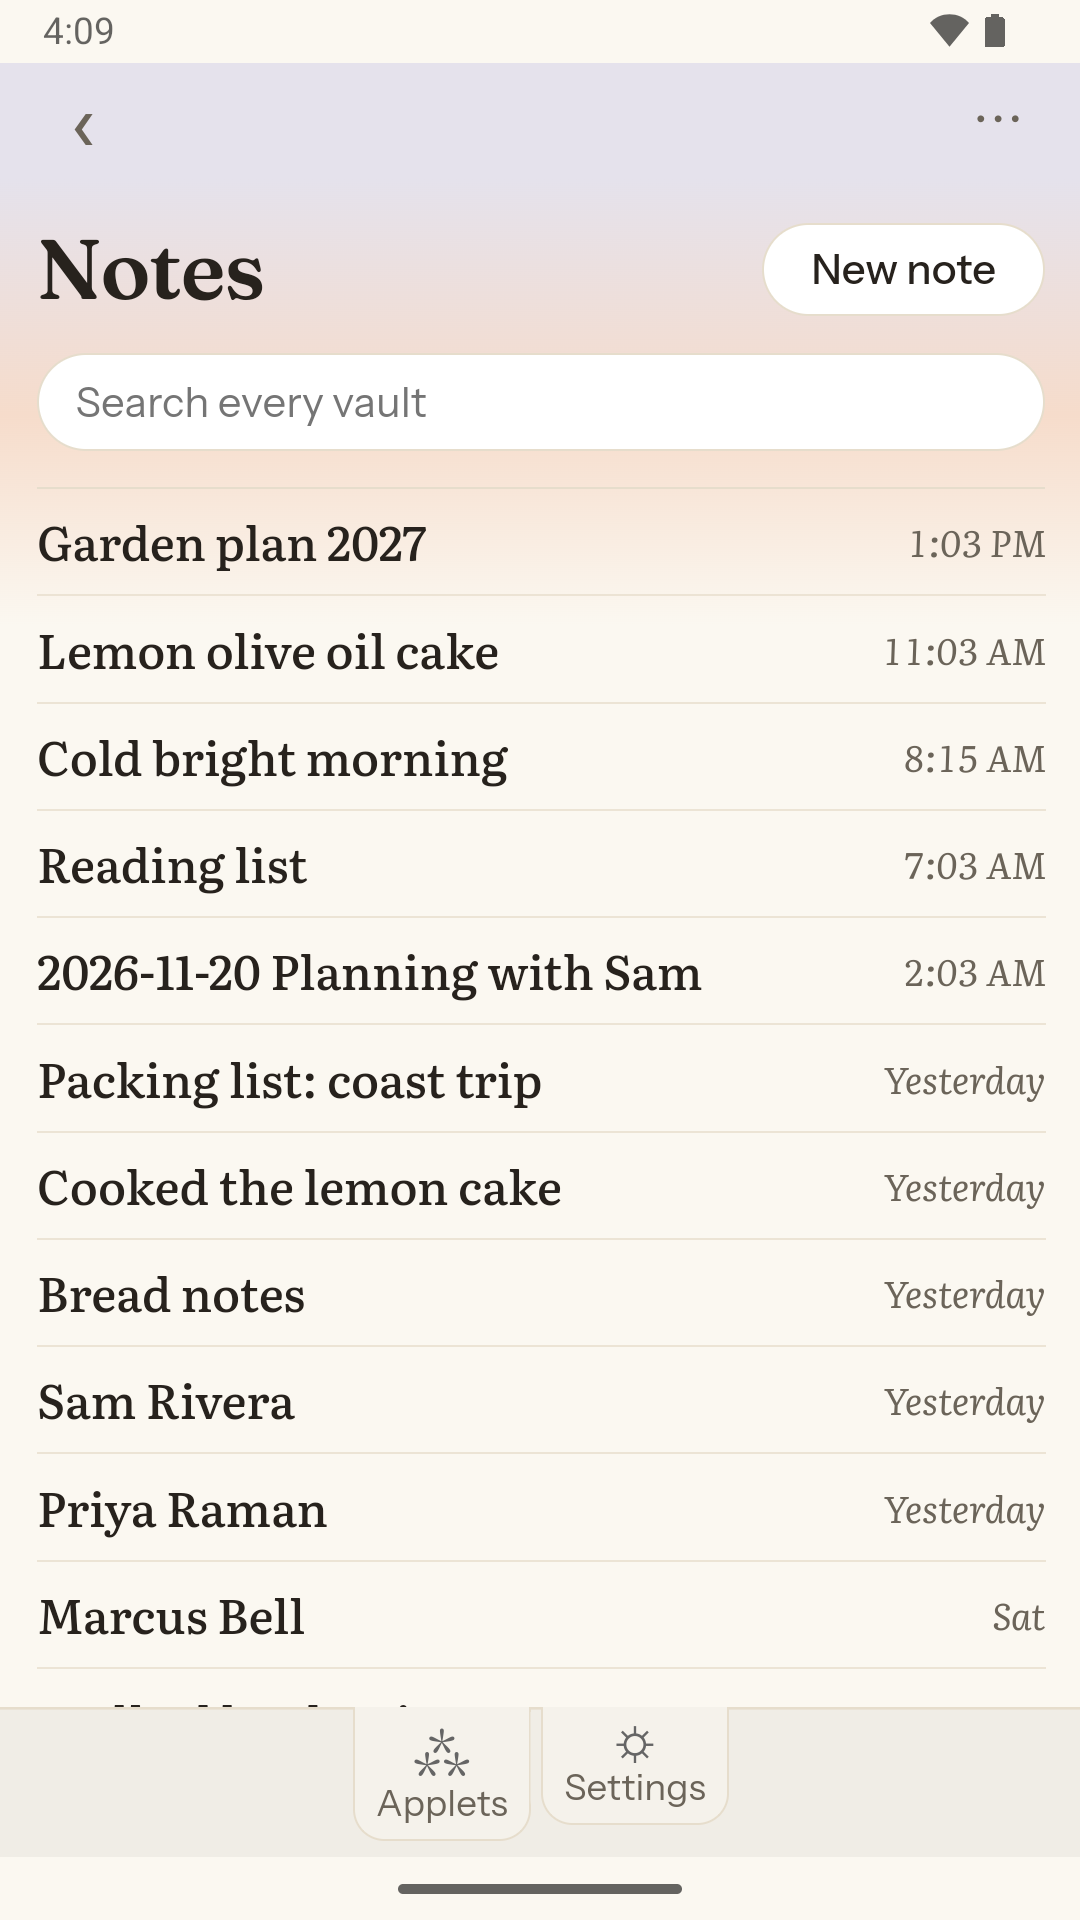 4:09
Notes
New note
Search every vault
Garden plan 2027
1:03 PM
Lemon olive oil cake
11:03 AM
Cold bright morning
8:15 AM
Reading list
7:03 AM
2026-11-20 Planning with Sam
2:03 AM
Packing list: coast trip
Yesterday
Cooked the lemon cake
Yesterday
Bread notes
Yesterday
Sam Rivera
Yesterday
Priya Raman
Yesterday
Marcus Bell
Sat
Applets
Settings